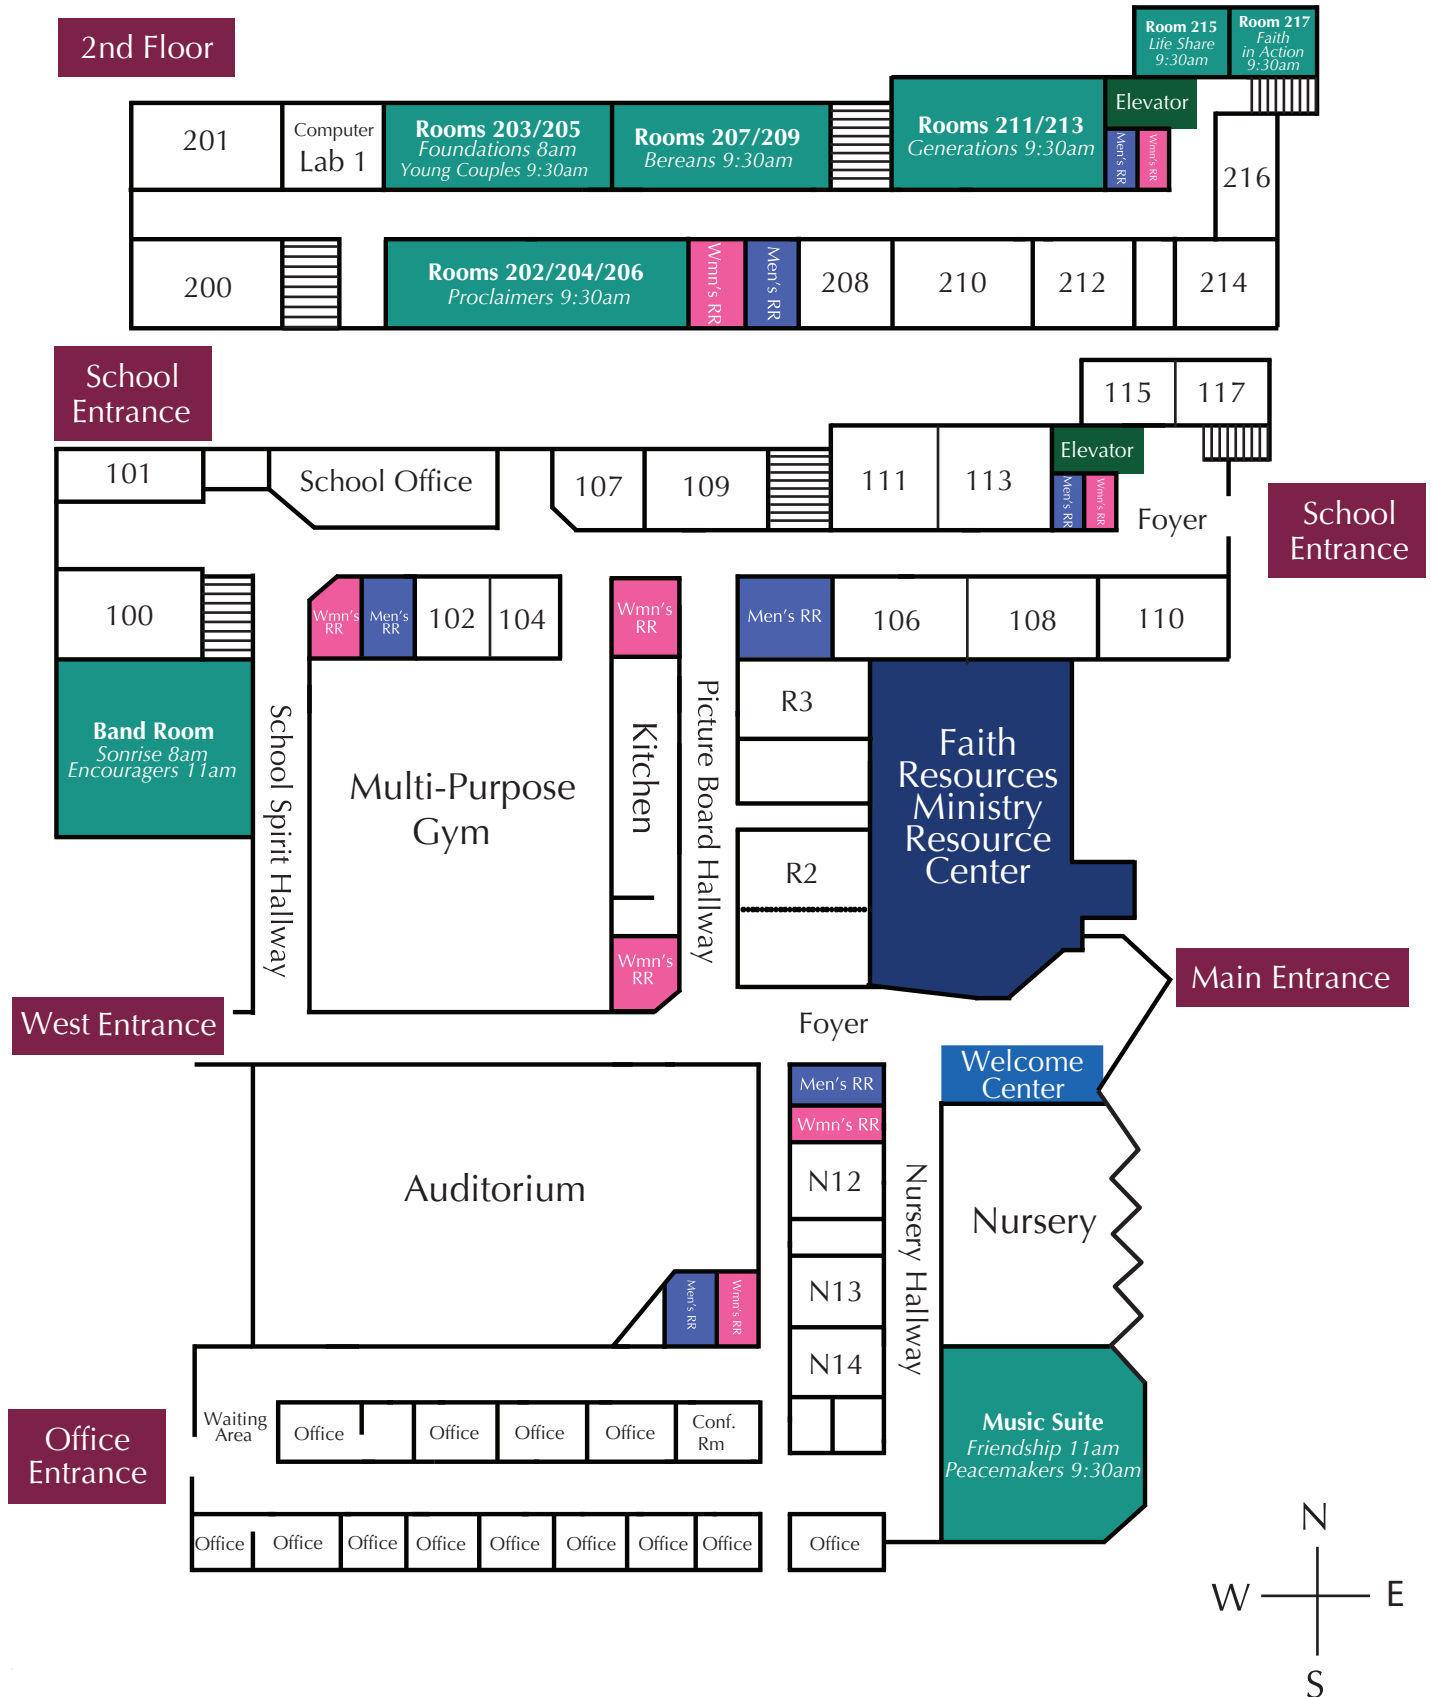 2nd Floor
Room 215
Life Share
9:30am
Room 217
Faith
in Action
9:30am
201
Computer
Lab 1
Rooms 203/205
Foundations 8am
Young Couples 9:30am
Rooms 207/209
Bereans 9:30am
Rooms 211/213
Generations 9:30am
Elevator
Men's RR
Wmn's RR
216
200
Rooms 202/204/206
Proclaimers 9:30am
Wmn's RR
Men's RR
208
210
212
214
School
Entrance
115
117
101
School Office
107
109
111
113
Elevator
Men's RR
Wmn's RR
Foyer
School
Entrance
100
Wmn's
RR
Men's
RR
102
104
Wmn's
RR
Men's RR
106
108
110
Band Room
Sonrise 8am
Encouragers 11am
School Spirit Hallway
Multi-Purpose
Gym
Kitchen
Picture Board Hallway
R3
R2
Faith
Resources
Ministry
Resource
Center
Wmn's
RR
Main Entrance
West Entrance
Foyer
Welcome
Center
Men's RR
Wmn's RR
Auditorium
N12
Nursery Hallway
Nursery
N13
Men's RR
Wmn's RR
N14
Waiting
Area
Office
Office
Office
Office
Conf.
Rm
Music Suite
Friendship 11am
Peacemakers 9:30am
Office
Entrance
Office
Office
Office
Office
Office
Office
Office
Office
Office
N
W
E
S